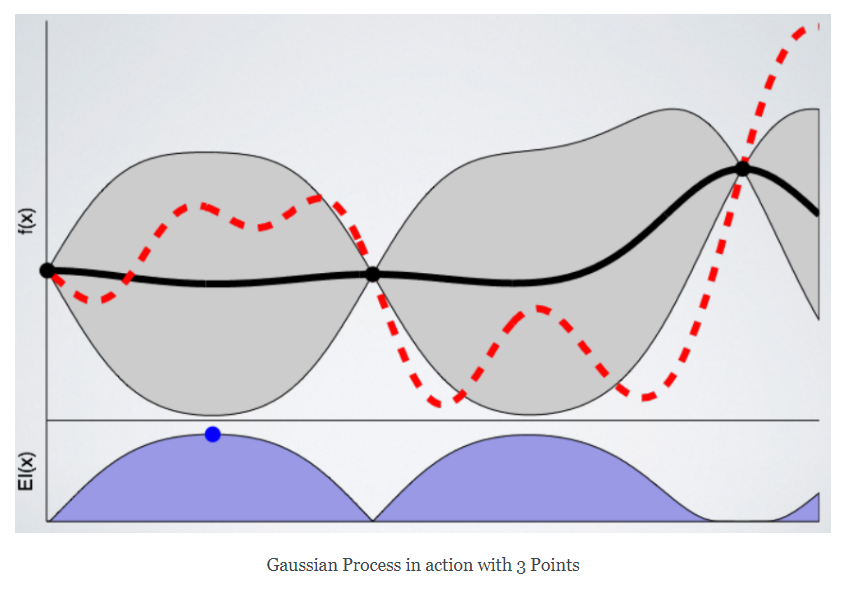 f(x)
EI(x)
Gaussian Process in action with 3 Points